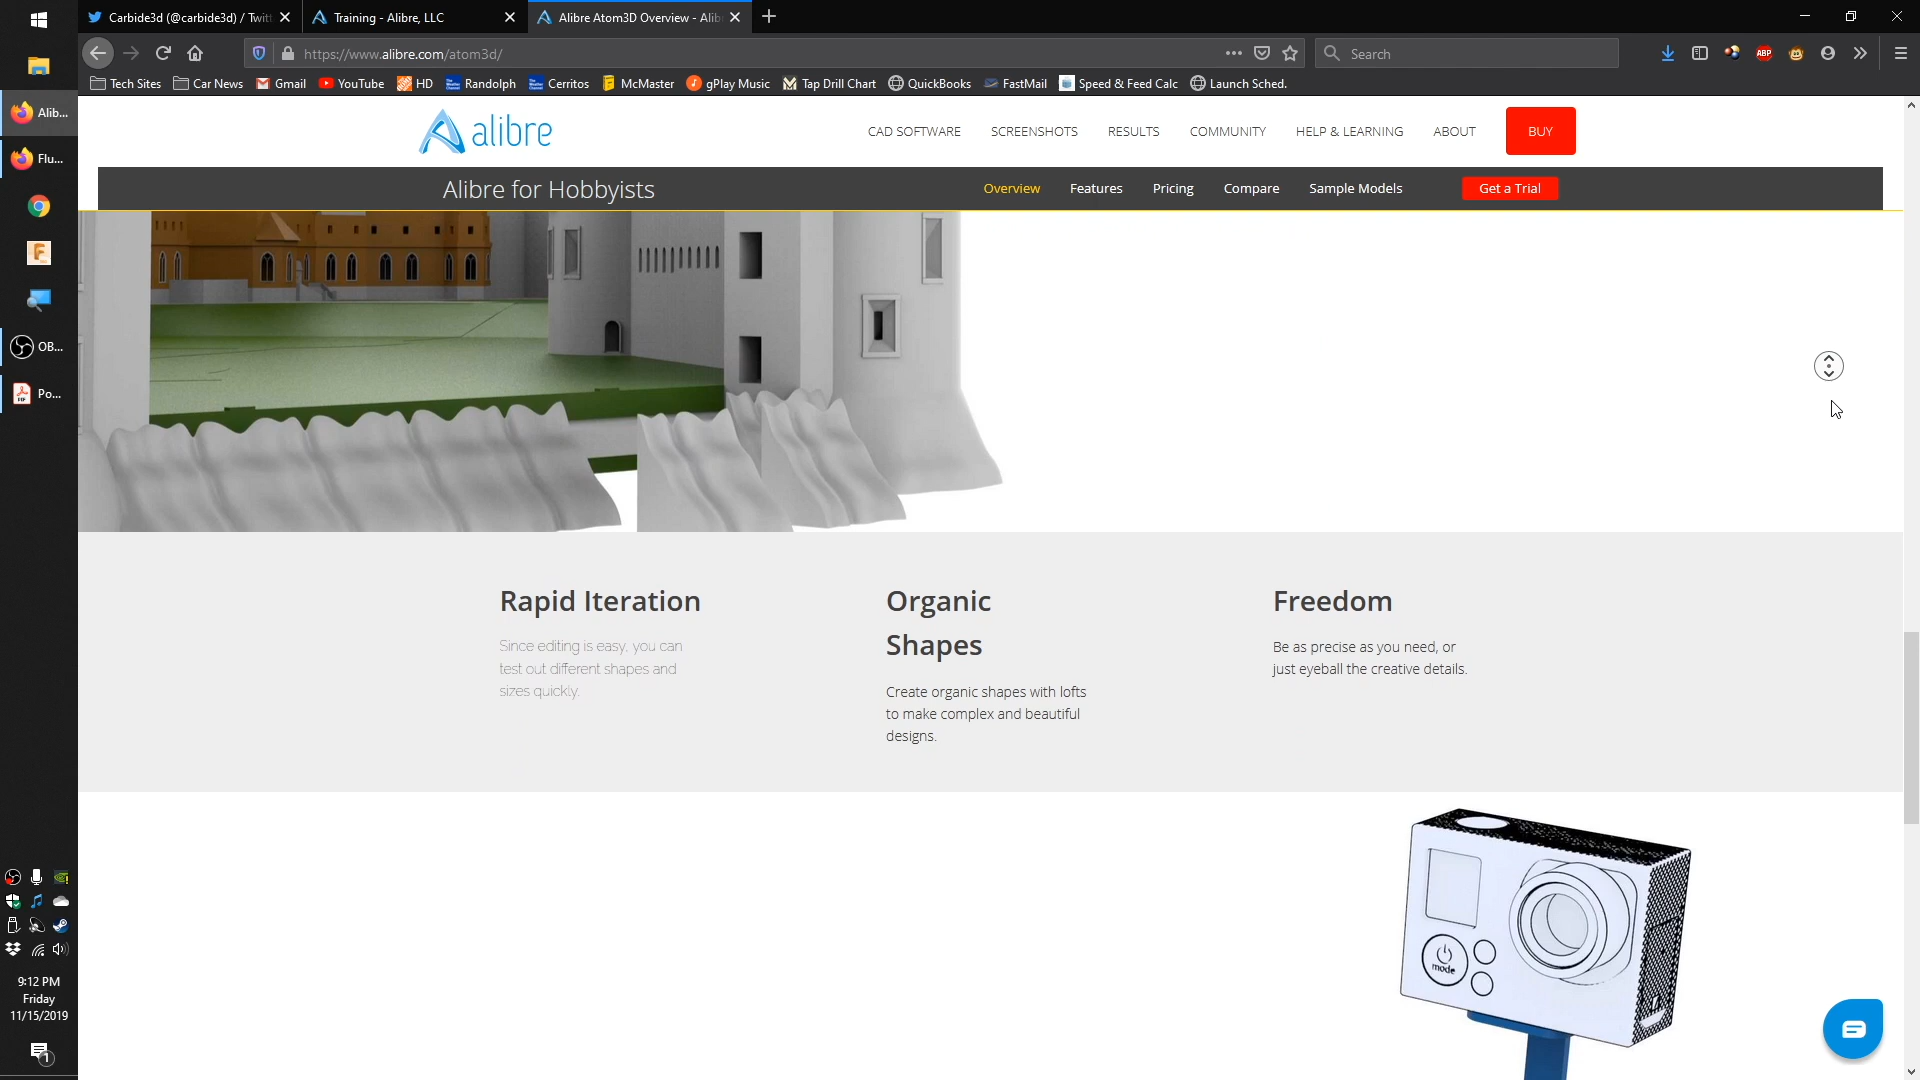 Carbide3d (@carbide3d) / Twit
Training - Alibre, LLC
Alibre Atom3D Overview - Alib
https://www.alibre.com/atom3d/
Search
ABP
Tech Sites
Car News
Gmail
YouTube
HD
Randolph
Cerritos
McMaster
gPlay Music
Tap Drill Chart
QuickBooks
FastMail
Speed & Feed Calc
Launch Sched.
Alib...
Flu...
OB...
Po...
alibre
CAD SOFTWARE
SCREENSHOTS
RESULTS
COMMUNITY
HELP & LEARNING
ABOUT
BUY
Alibre for Hobbyists
Overview
Features
Pricing
Compare
Sample Models
Get a Trial
Rapid Iteration
Since editing is easy, you can
test out different shapes and
sizes quickly.
Organic
Shapes
Create organic shapes with lofts
to make complex and beautiful
designs.
Freedom
Be as precise as you need, or
just eyeball the creative details.
mode
9:12 PM
Friday
11/15/2019
1